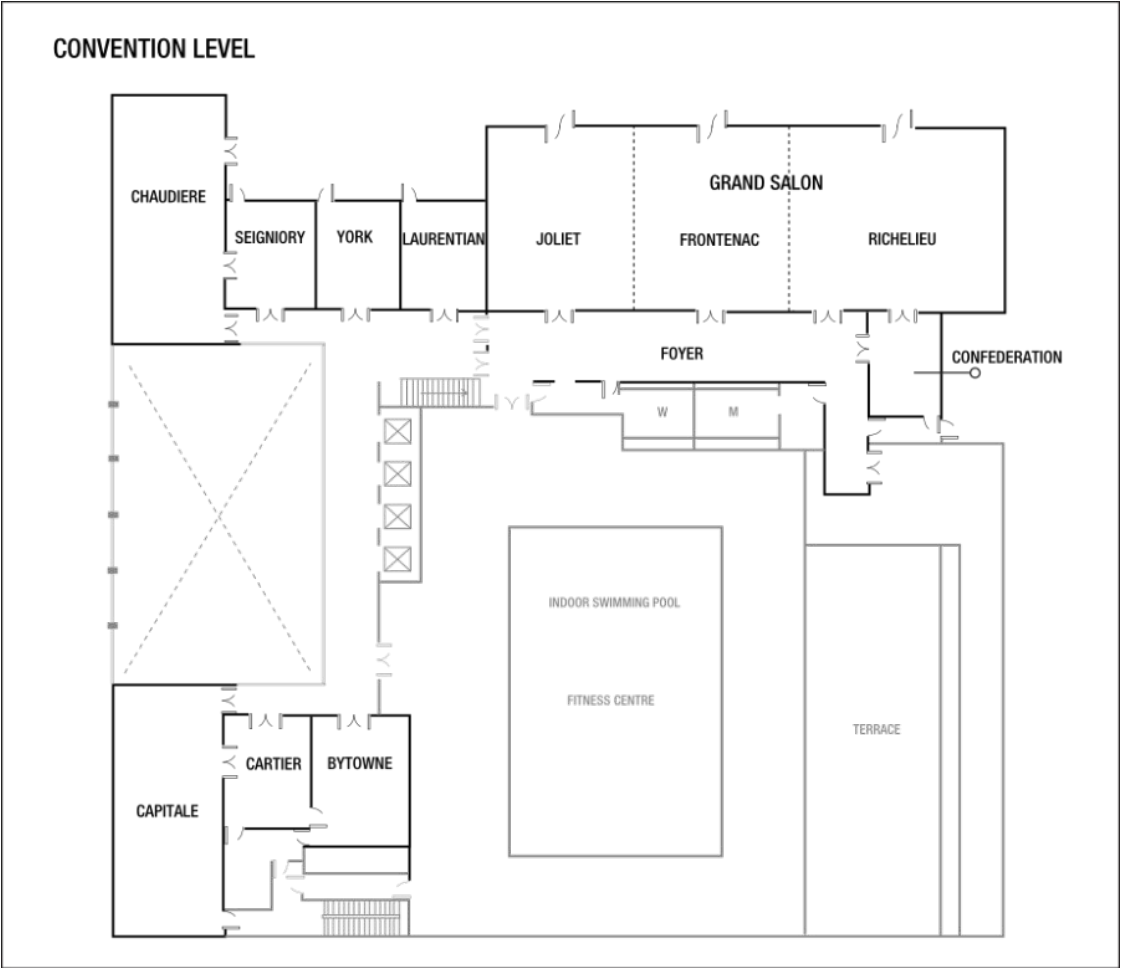 CONVENTION LEVEL
CHAUDIERE
GRAND SALON
SEIGNIORY
YORK
LAURENTIAN
JOLIET
FRONTENAC
RICHELIEU
FOYER
CONFEDERATION
W
M
INDOOR SWIMMING POOL
FITNESS CENTRE
TERRACE
CARTIER
BYTOWNE
CAPITALE